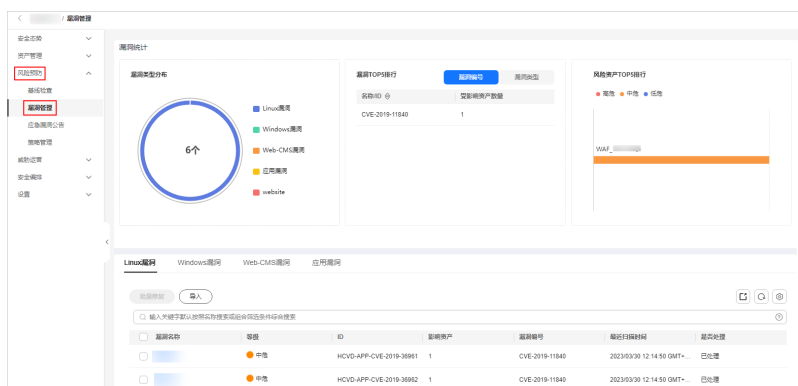 / 漏洞管理
安全态势
资产管理
风险预防
基线检查
漏洞管理
应急漏洞公告
策略管理
威胁运营
安全编排
设置
漏洞统计
漏洞类型分布
6个
Linux漏洞
Windows漏洞
Web-CMS漏洞
应用漏洞
website
漏洞TOP5排行
漏洞编号 漏洞类型
名称/ID 受影响资产数量
CVE-2019-11840 1
风险资产TOP5排行
高危 中危 低危
WAF_
Linux漏洞 Windows漏洞 Web-CMS漏洞 应用漏洞
导入
输入关键字默认按照名称搜索或组合筛选条件综合搜索
漏洞名称 等级 ID 影响资产 漏洞编号 最近扫描时间 是否处理
中危 HCVD-APP-CVE-2019-36961 1 CVE-2019-11840 2023/03/30 12:14:50 GMT+... 已处理
中危 HCVD-APP-CVE-2019-36962 1 CVE-2019-11840 2023/03/30 12:14:50 GMT+... 已处理